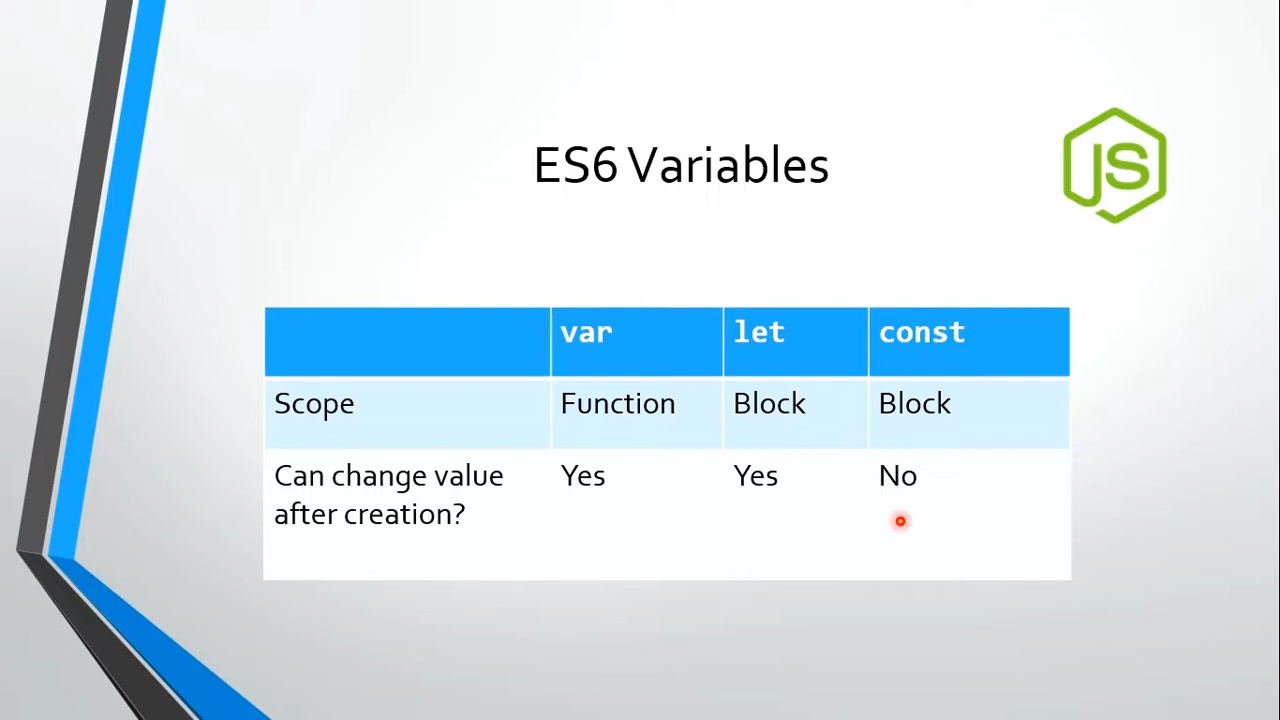 ES6 Variables
JS
var let const
Scope Function Block Block
Can change value Yes Yes No
after creation?